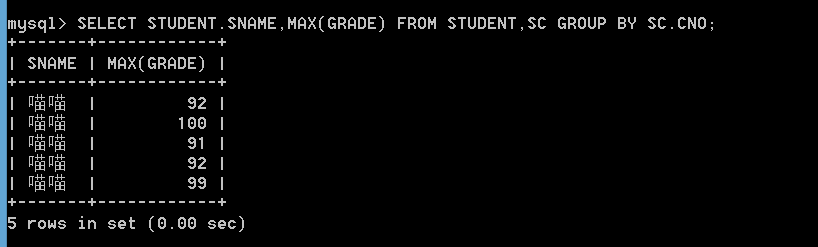 mysql> SELECT STUDENT.SNAME,MAX(GRADE) FROM STUDENT,SC GROUP BY SC.CNO;
+-------+------------+
| SNAME | MAX(GRADE) |
+-------+------------+
| 喵喵  |         92 |
| 喵喵  |        100 |
| 喵喵  |         91 |
| 喵喵  |         92 |
| 喵喵  |         99 |
+-------+------------+
5 rows in set (0.00 sec)